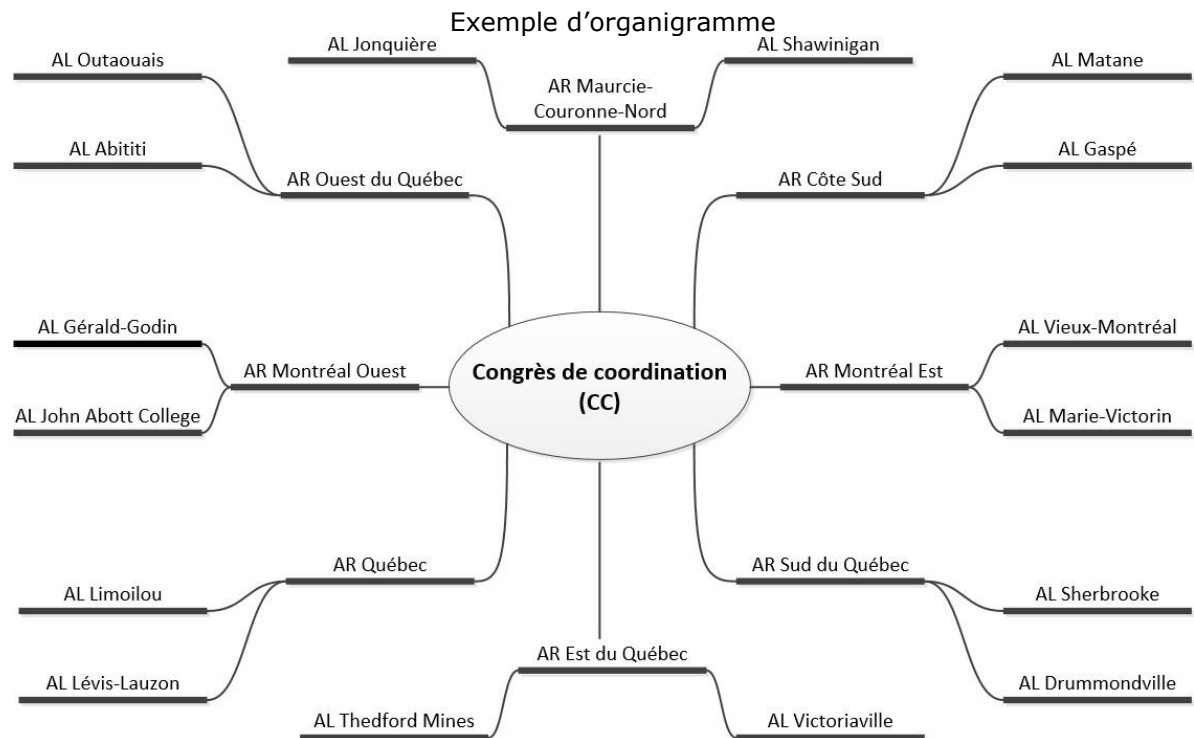 Exemple d’organigramme
AL Jonquière
AL Shawinigan
AL Outaouais
AL Matane
AR Maurcie-
Couronne-Nord
AL Abititi
AL Gaspé
AR Ouest du Québec
AR Côte Sud
AL Gérald-Godin
AL Vieux-Montréal
AR Montréal Ouest
Congrès de coordination
(CC)
AR Montréal Est
AL John Abott College
AL Marie-Victorin
AR Québec
AR Sud du Québec
AL Limoilou
AL Sherbrooke
AR Est du Québec
AL Lévis-Lauzon
AL Drummondville
AL Thedford Mines
AL Victoriaville